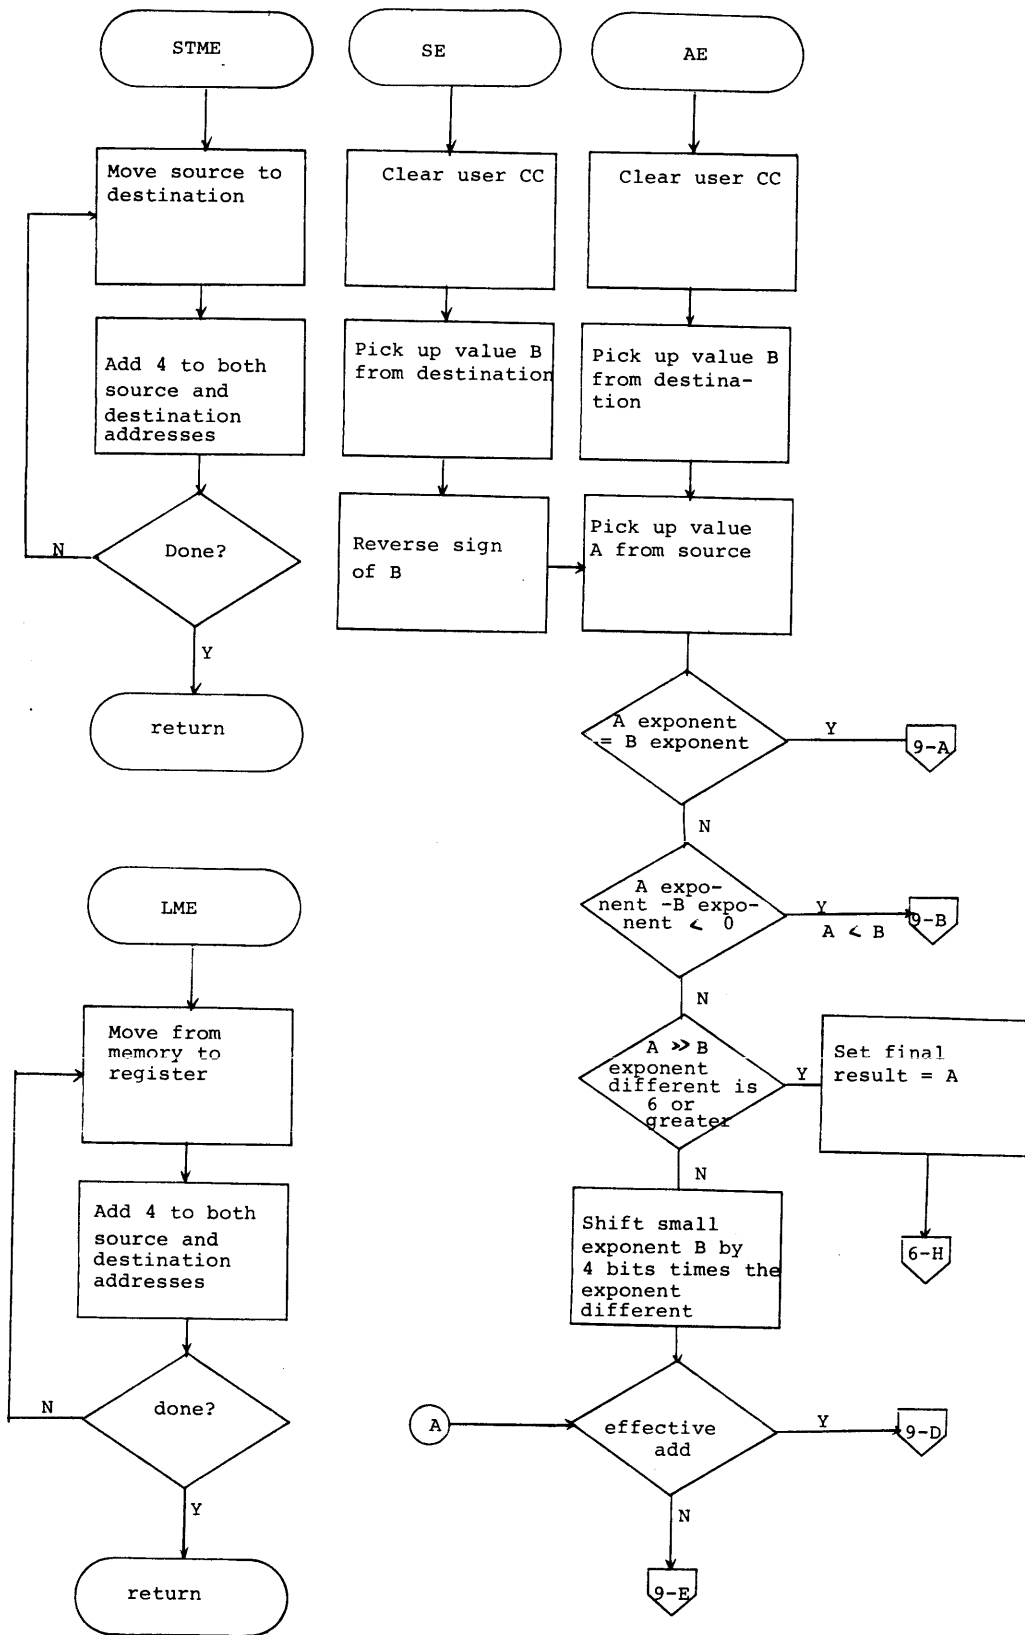 STME
Move source to
destination
Add 4 to both
source and
destination
addresses
Done?
N
Y
return
SE
Clear user CC
Pick up value B
from destination
Reverse sign
of B
AE
Clear user CC
Pick up value B
from destina-
tion
Pick up value
A from source
A exponent
= B exponent
Y
9-A
N
A expo-
nent -B expo-
nent < 0
Y
A < B
9-B
N
A >> B
exponent
different is
6 or
greater
Y
Set final
result = A
6-H
N
Shift small
exponent B by
4 bits times the
exponent
different
A
effective
add
Y
9-D
N
9-E
LME
Move from
memory to
register
Add 4 to both
source and
destination
addresses
done?
N
Y
return